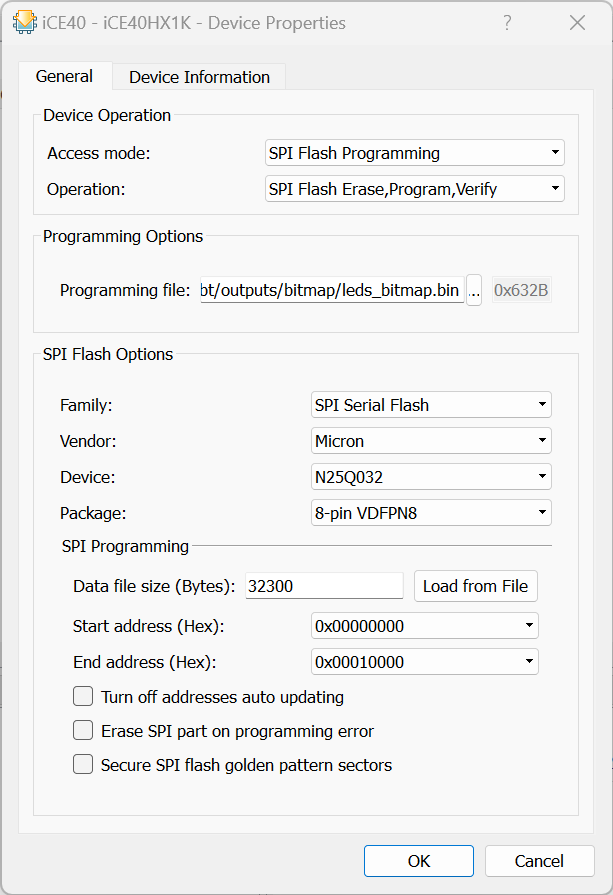 iCE40 - iCE40HX1K - Device Properties ?
General Device Information
Device Operation
Access mode: SPI Flash Programming
Operation: SPI Flash Erase,Program,Verify
Programming Options
Programming file: bt/outputs/bitmap/leds_bitmap.bin ... 0x632B
SPI Flash Options
Family: SPI Serial Flash
Vendor: Micron
Device: N25Q032
Package: 8-pin VDFPN8
SPI Programming
Data file size (Bytes): 32300 Load from File
Start address (Hex): 0x00000000
End address (Hex): 0x00010000
Turn off addresses auto updating
Erase SPI part on programming error
Secure SPI flash golden pattern sectors
OK Cancel